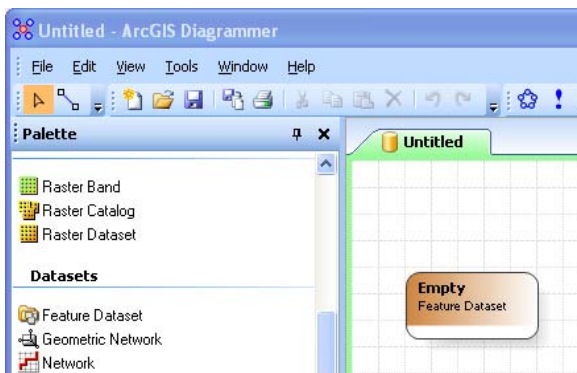 Untitled - ArcGIS Diagrammer
File Edit View Tools Window Help
Palette
Untitled
Raster Band
Raster Catalog
Raster Dataset
Datasets
Feature Dataset
Geometric Network
Network
Empty
Feature Dataset